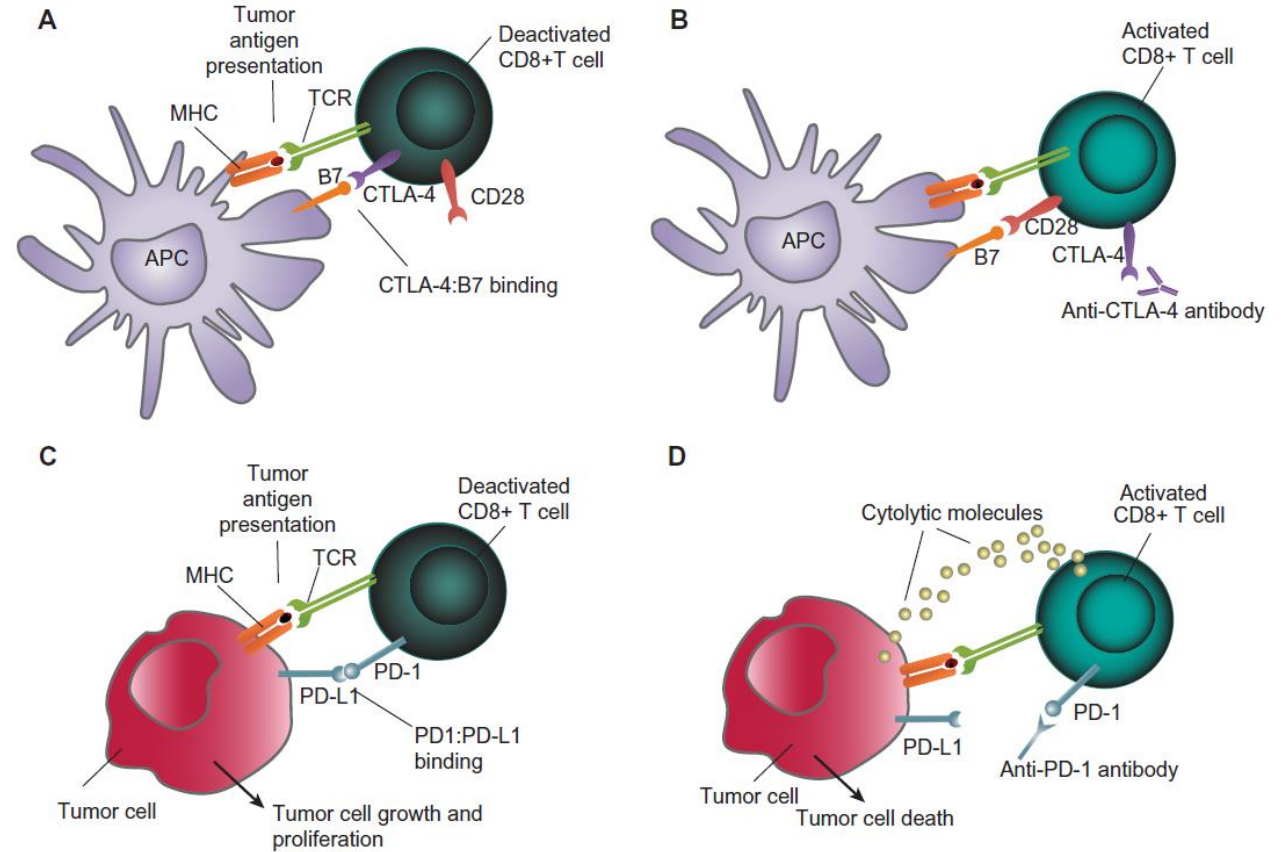 A
Tumor
antigen
presentation
Deactivated
CD8+T cell
MHC
TCR
B7
CTLA-4
CD28
APC
CTLA-4:B7 binding
B
Activated
CD8+ T cell
APC
CD28
B7
CTLA-4
Anti-CTLA-4 antibody
C
Tumor
antigen
presentation
Deactivated
CD8+ T cell
MHC
TCR
PD-1
PD-L1
PD1:PD-L1
binding
Tumor cell
Tumor cell growth and
proliferation
D
Cytolytic molecules
Activated
CD8+ T cell
PD-1
PD-L1
Anti-PD-1 antibody
Tumor cell
Tumor cell death